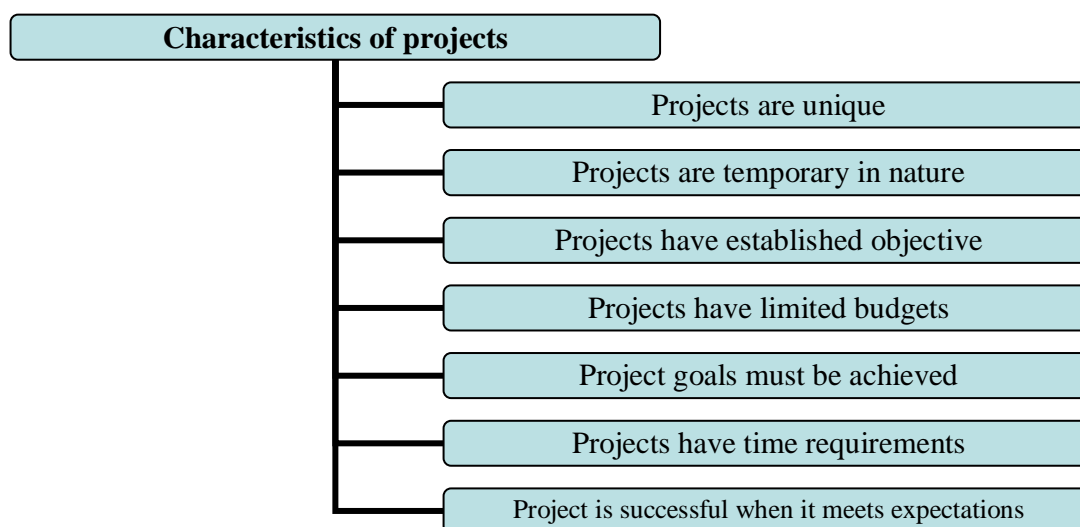 Characteristics of projects
Projects are unique
Projects are temporary in nature
Projects have established objective
Projects have limited budgets
Project goals must be achieved
Projects have time requirements
Project is successful when it meets expectations